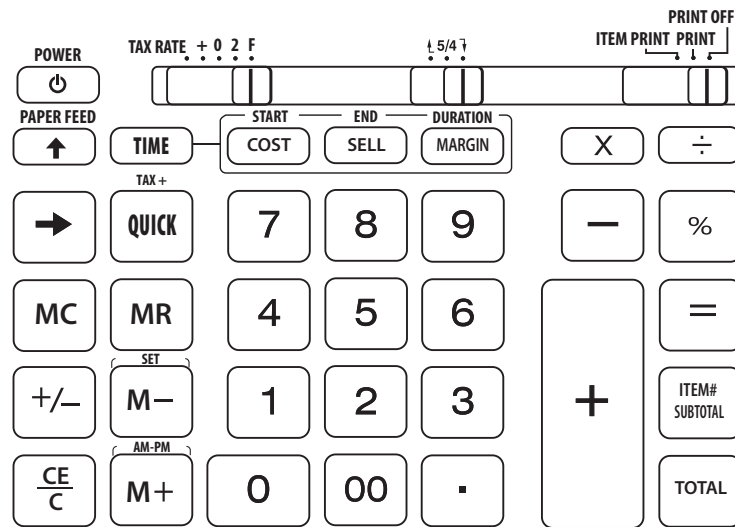 PRINT OFF
POWER TAX RATE + 0 2 F ↥ 5/4 ↧ ITEM PRINT PRINT
PAPER FEED START END DURATION
TIME COST SELL MARGIN X ÷
TAX +
→ QUICK 7 8 9 − %
MC MR 4 5 6 =
SET
+/− M− 1 2 3 + ITEM#
SUBTOTAL
AM-PM
CE
C M+ 0 00 . TOTAL